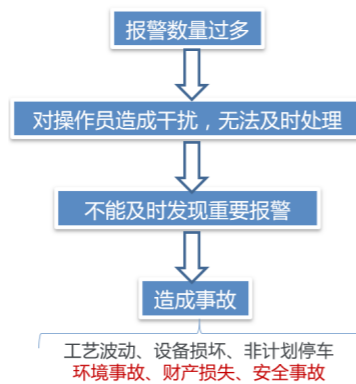 报警数量过多
对操作员造成干扰，无法及时处理
不能及时发现重要报警
造成事故
工艺波动、设备损坏、非计划停车
环境事故、财产损失、安全事故